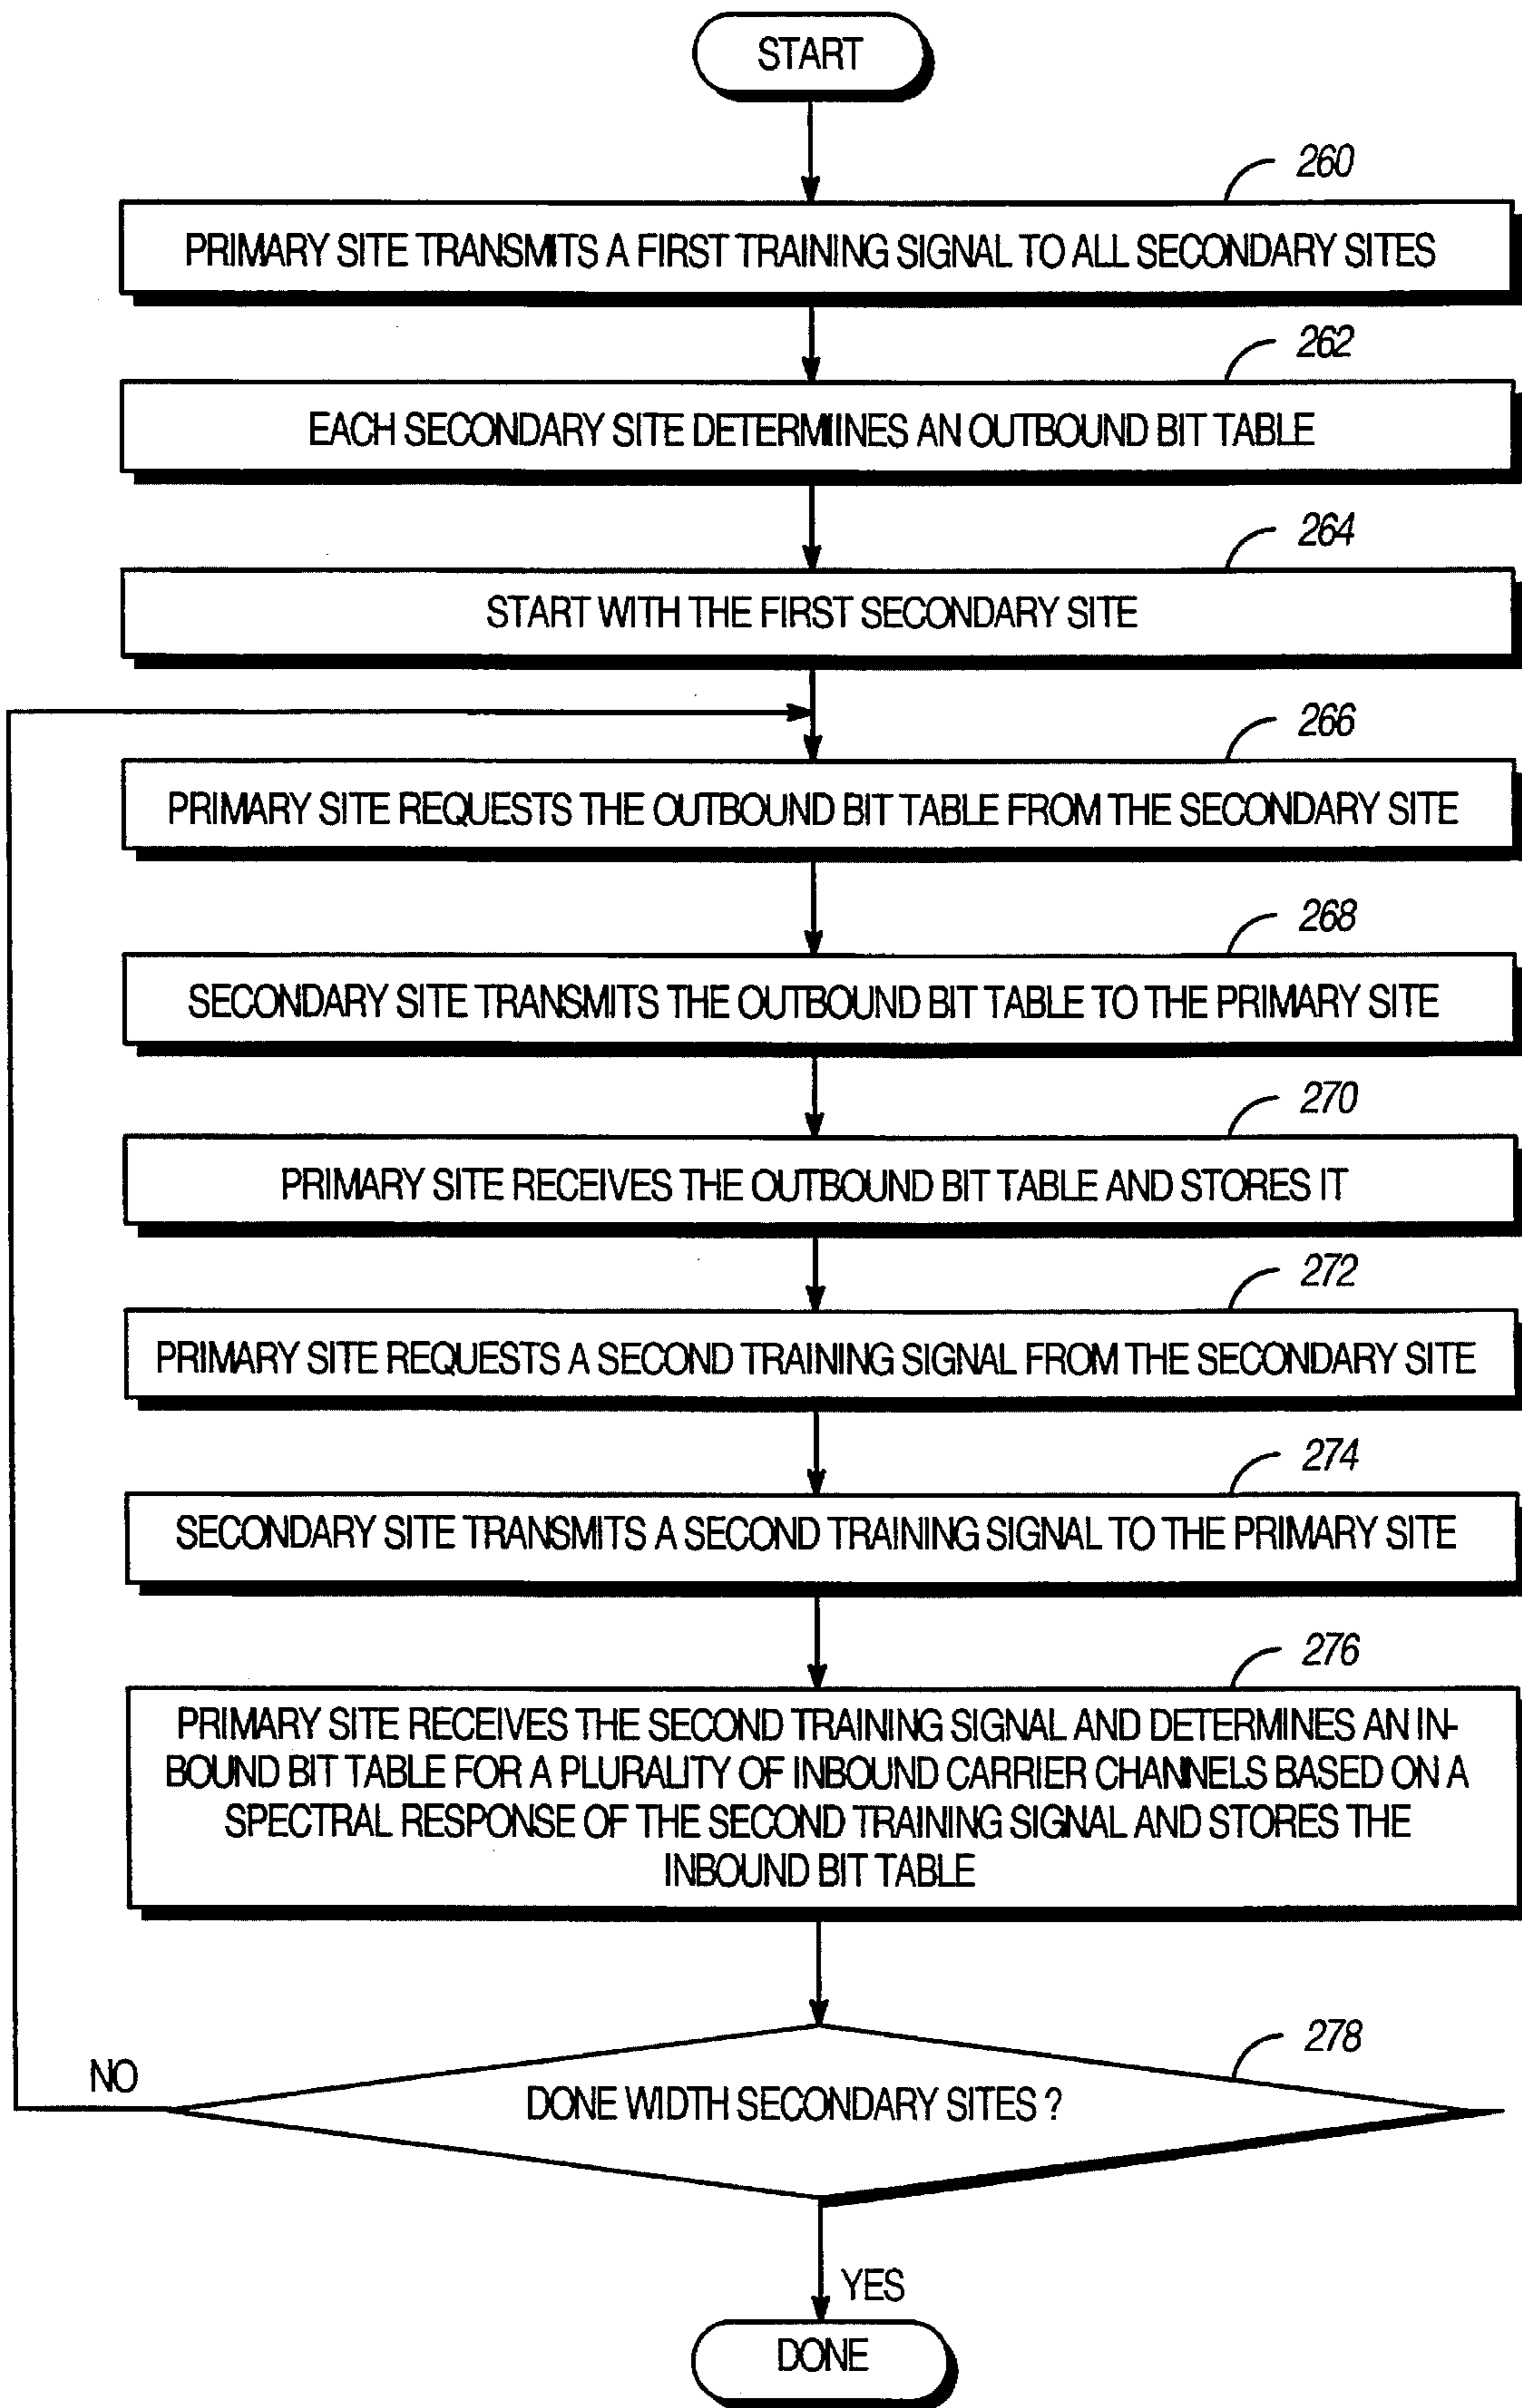 START
260
PRIMARY SITE TRANSMITS A FIRST TRAINING SIGNAL TO ALL SECONDARY SITES
262
EACH SECONDARY SITE DETERMINES AN OUTBOUND BIT TABLE
264
START WITH THE FIRST SECONDARY SITE
266
PRIMARY SITE REQUESTS THE OUTBOUND BIT TABLE FROM THE SECONDARY SITE
268
SECONDARY SITE TRANSMITS THE OUTBOUND BIT TABLE TO THE PRIMARY SITE
270
PRIMARY SITE RECEIVES THE OUTBOUND BIT TABLE AND STORES IT
272
PRIMARY SITE REQUESTS A SECOND TRAINING SIGNAL FROM THE SECONDARY SITE
274
SECONDARY SITE TRANSMITS A SECOND TRAINING SIGNAL TO THE PRIMARY SITE
276
PRIMARY SITE RECEIVES THE SECOND TRAINING SIGNAL AND DETERMINES AN IN-
BOUND BIT TABLE FOR A PLURALITY OF INBOUND CARRIER CHANNELS BASED ON A
SPECTRAL RESPONSE OF THE SECOND TRAINING SIGNAL AND STORES THE
INBOUND BIT TABLE
278
NO
DONE WIDTH SECONDARY SITES ?
YES
DONE